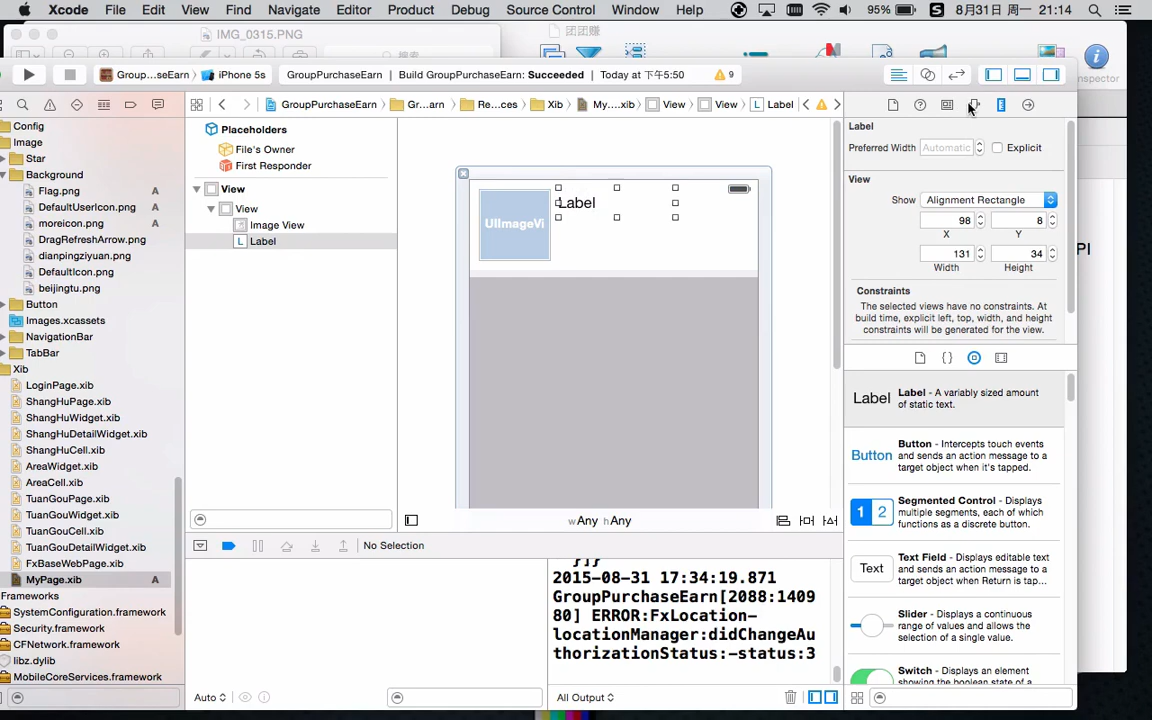 Xcode File Edit View Find Navigate Editor Product Debug Source Control Window Help 95% 8月31日 周一 21:14
IMG_0315.PNG
团团赚
搜索
Group...seEarn iPhone 5s
GroupPurchaseEarn Build GroupPurchaseEarn: Succeeded Today at 下午5:50 9
nspector
GroupPurchaseEarn Gr...arn Re...ces Xib My....xib View View Label
Config
Image
Star
Background
Flag.png A
DefaultUserIcon.png A
moreicon.png A
DragRefreshArrow.png
dianpingziyuan.png
DefaultIcon.png
beijingtu.png
Button
Images.xcassets
NavigationBar
TabBar
Xib
LoginPage.xib
ShangHuPage.xib
ShangHuWidget.xib
ShangHuDetailWidget.xib
ShangHuCell.xib
AreaWidget.xib
AreaCell.xib
TuanGouPage.xib
TuanGouWidget.xib
TuanGouCell.xib
TuanGouDetailWidget.xib
FxBaseWebPage.xib
MyPage.xib A
Frameworks
SystemConfiguration.framework
Security.framework
CFNetwork.framework
libz.dylib
MobileCoreServices.framework
Placeholders
File's Owner
First Responder
View
View
Image View
L Label
UIImageVi
Label
wAny hAny
No Selection
}]}
2015-08-31 17:34:19.871
GroupPurchaseEarn[2088:1409
80] ERROR:FxLocation-
locationManager:didChangeAu
thorizationStatus:-status:3
Auto
All Output
Label
Preferred Width Automatic Explicit
View
Show Alignment Rectangle
98 8
X Y
131 34
Width Height
Constraints
The selected views have no constraints. At
build time, explicit left, top, width, and height
constraints will be generated for the view.
Label Label - A variably sized amount
of static text.
Button Button - Intercepts touch events
and sends an action message to a
target object when it's tapped.
1 2 Segmented Control - Displays
multiple segments, each of which
functions as a discrete button.
Text Text Field - Displays editable text
and sends an action message to a
target object when Return is tap...
Slider - Displays a continuous
range of values and allows the
selection of a single value.
Switch - Displays an element
showing the boolean state of a
PI